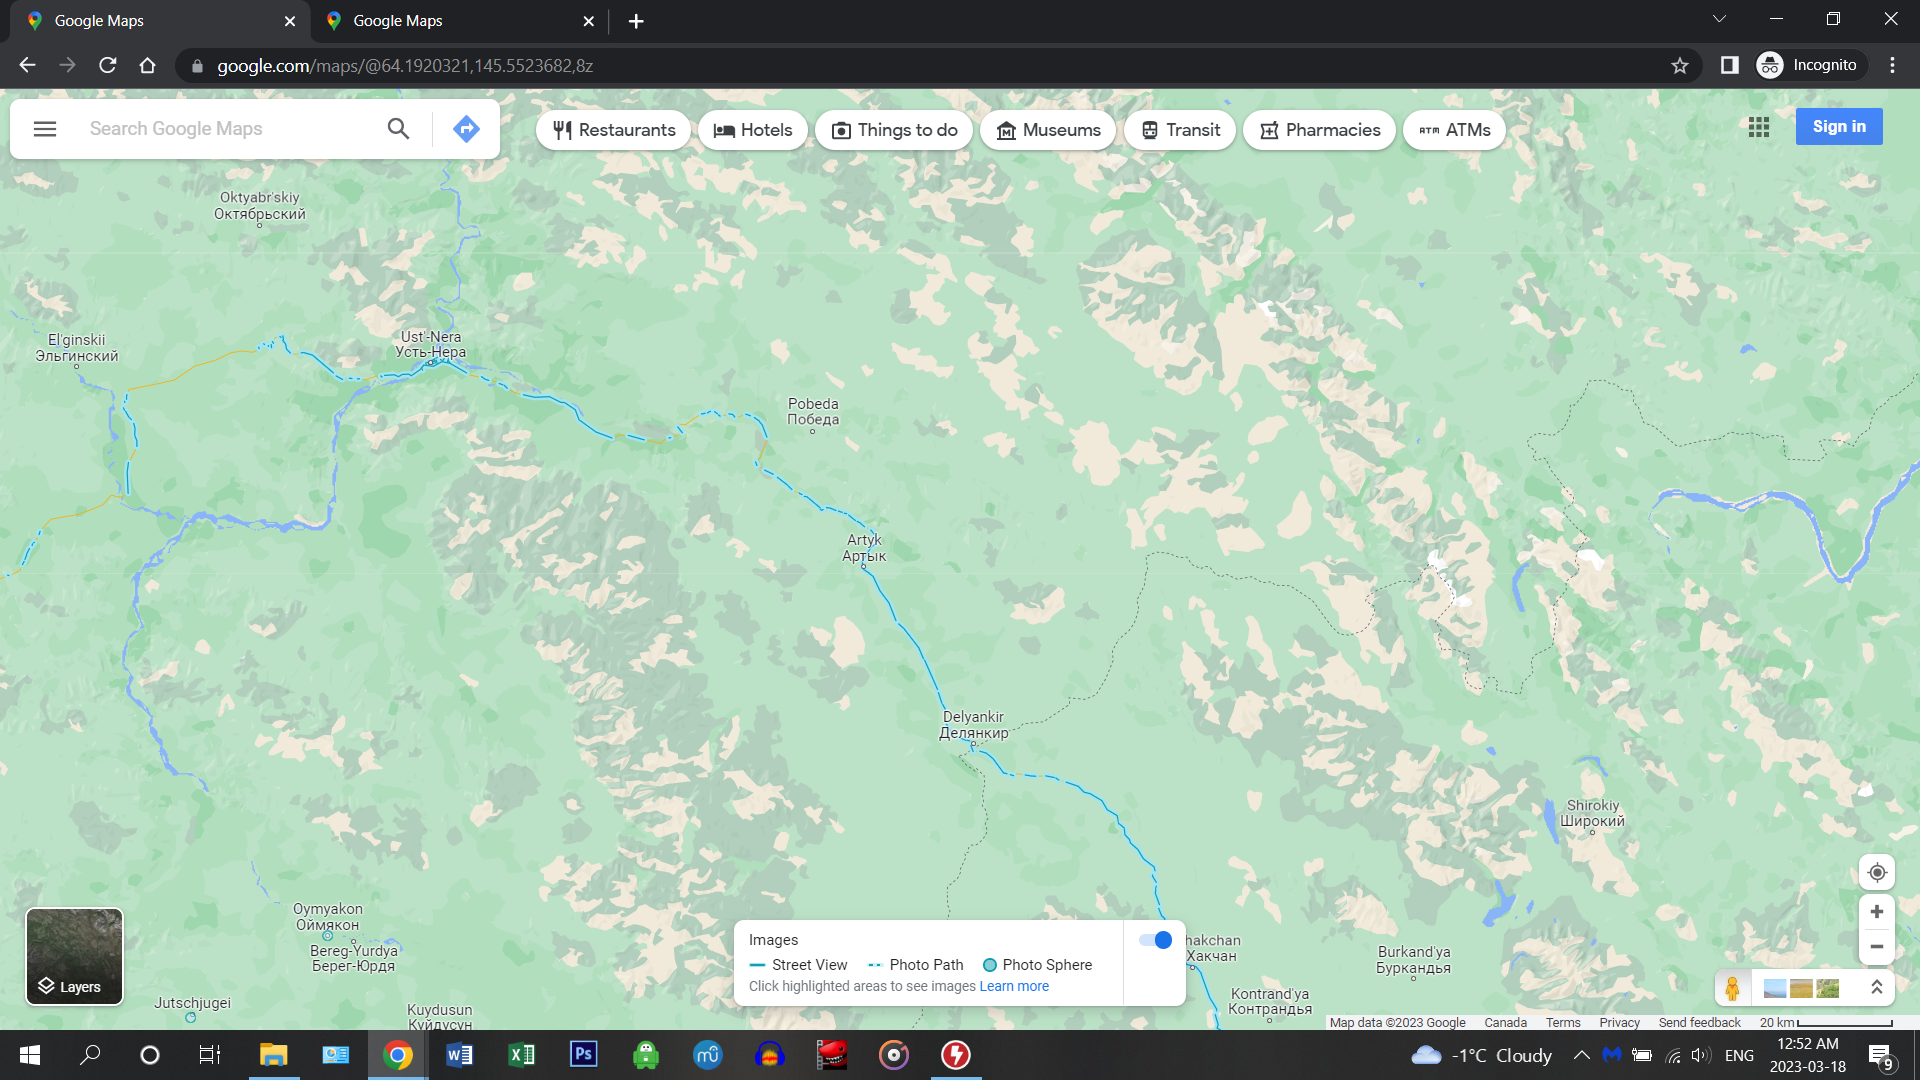 Google Maps
Google Maps
google.com/maps/@64.1920321,145.5523682,8z
Incognito
Search Google Maps
Restaurants
Hotels
Things to do
Museums
Transit
Pharmacies
ATM ATMs
Sign in
Oktyabr'skiy
Октябрьский
El'ginskii
Эльгинский
Ust'-Nera
Усть-Нера
Pobeda
Победа
Artyk
Артык
Delyankir
Делянкир
Shirokiy
Широкий
Oymyakon
Оймякон
Bereg-Yurdya
Берег-Юрдя
Jutschjugei
Kuydusun
Куйдусун
hakchan
Хакчан
Burkand'ya
Бурkандья
Kontrand'ya
Контрандья
Layers
Images
Street View
Photo Path
Photo Sphere
Click highlighted areas to see images Learn more
Map data ©2023 Google
Canada
Terms
Privacy
Send feedback
20 km
W
X
Ps
-1°C Cloudy
ENG
12:52 AM
2023-03-18
9